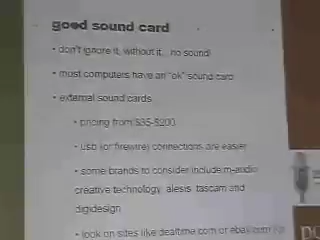 good sound card
• don't ignore it, without it... no sound!
• most computers have an "ok" sound card
• external sound cards
• pricing from $35-$200
• usb (or firewire) connections are easier
• some brands to consider include m-audio
creative technology, alesis, tascam and
digidesign
• look on sites like dealtime.com or ebay.com